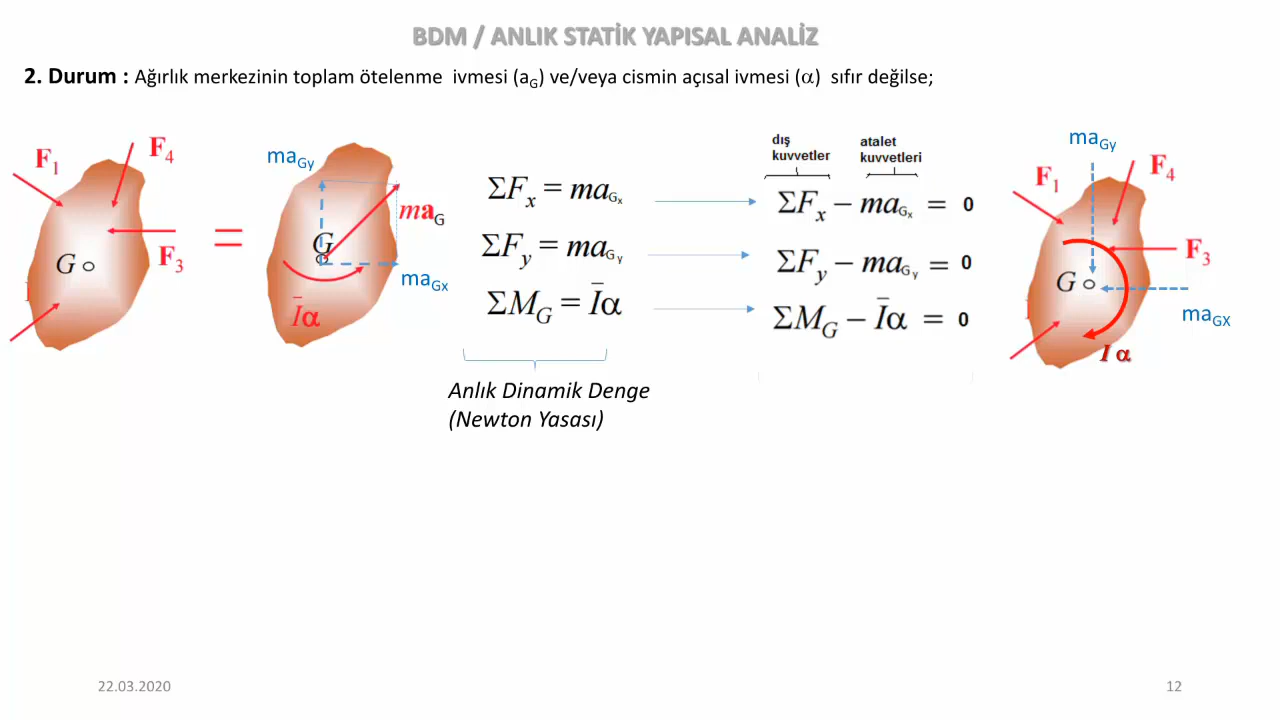 BDM / ANLIK STATİK YAPISAL ANALİZ
2. Durum : Ağırlık merkezinin toplam ötelenme ivmesi (aG) ve/veya cismin açısal ivmesi (α) sıfır değilse;
F1
F4
F3
G
=
maGy
maG
G
maGx
Īα
ΣFx = maGx
ΣFy = maGy
ΣMG = Īα
Anlık Dinamik Denge
(Newton Yasası)
dış kuvvetler
atalet kuvvetleri
ΣFx − maGx = 0
ΣFy − maGy = 0
ΣMG − Īα = 0
maGy
F1
F4
F3
G
maGX
I α
22.03.2020
12